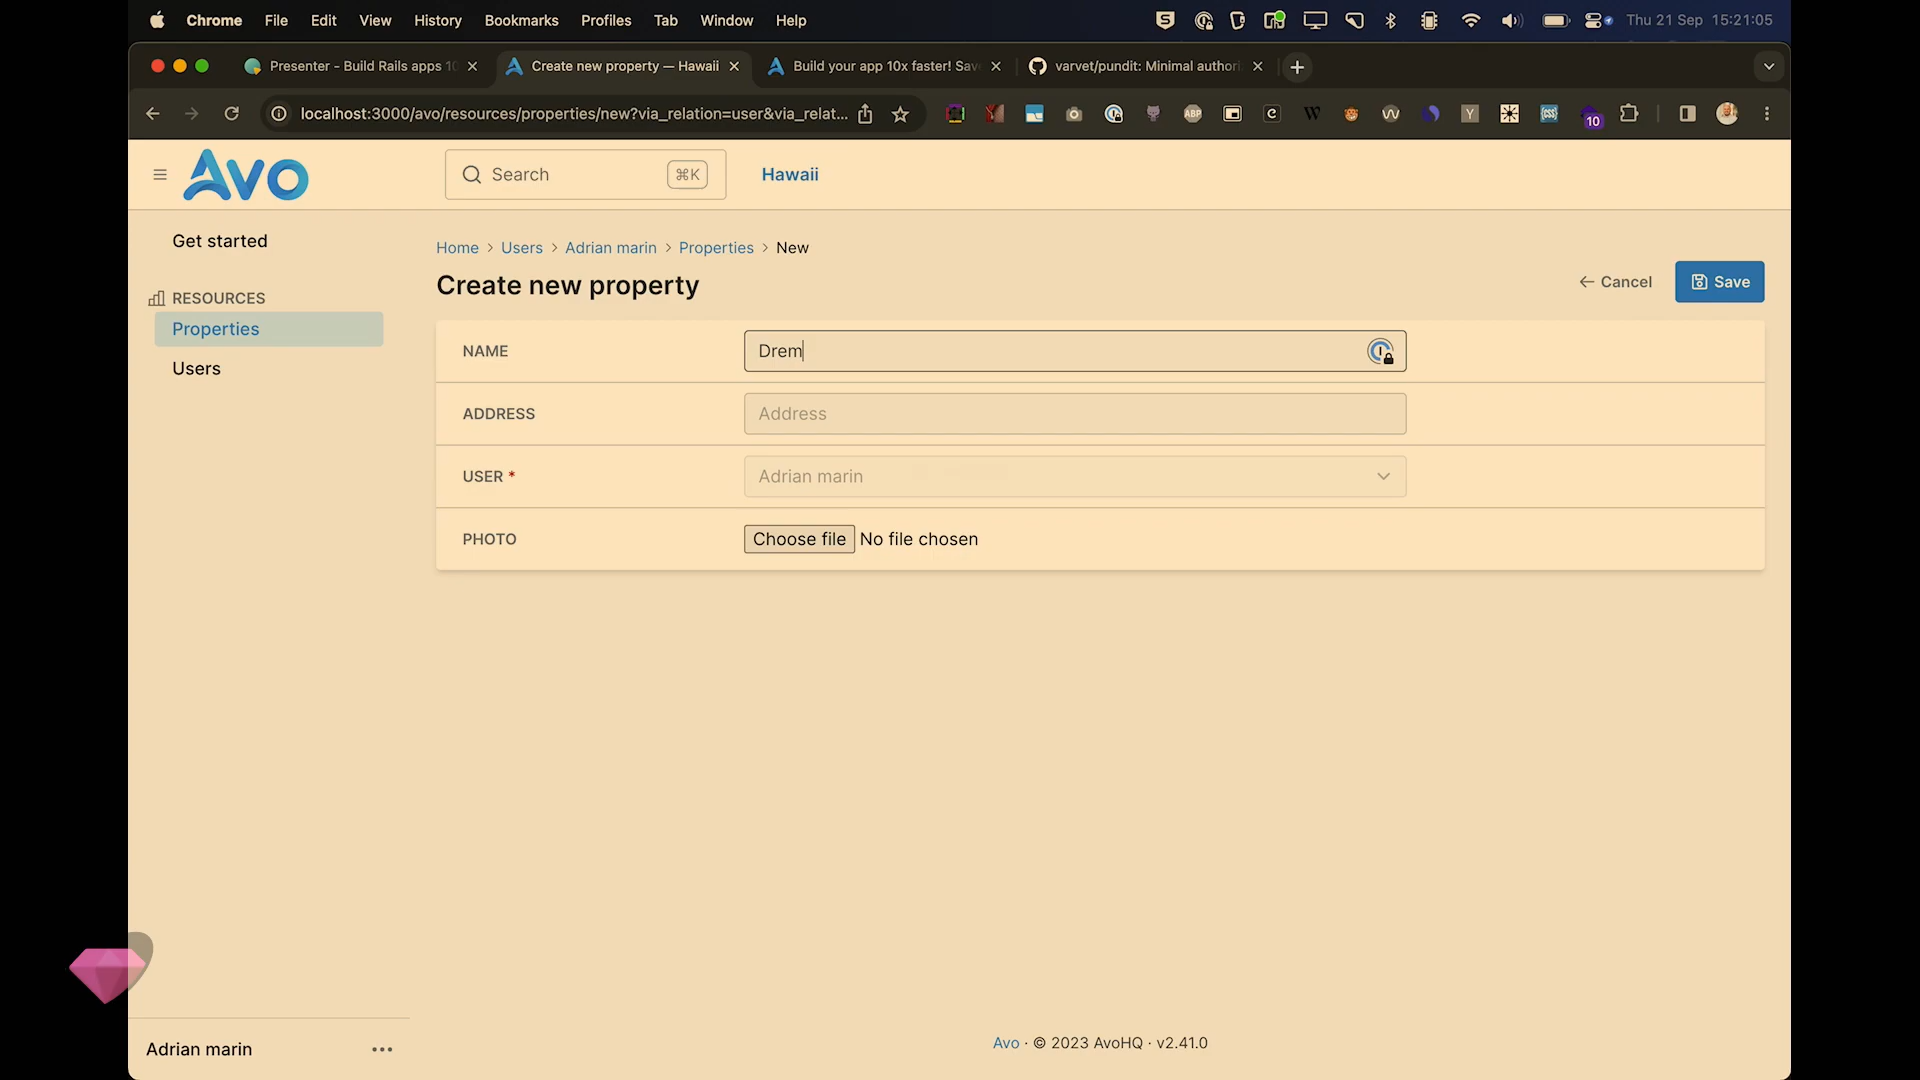 Chrome File Edit View History Bookmarks Profiles Tab Window Help Thu 21 Sep 15:21:05
Presenter - Build Rails apps 10 Create new property — Hawaii Build your app 10x faster! Sav varvet/pundit: Minimal authori
localhost:3000/avo/resources/properties/new?via_relation=user&via_relat... ABP C W Y {css} 10
Avo Search ⌘K Hawaii
Get started
RESOURCES
Properties
Users
Home > Users > Adrian marin > Properties > New
Create new property
← Cancel Save
NAME Drem
ADDRESS Address
USER * Adrian marin
PHOTO Choose file No file chosen
Adrian marin ...
Avo · © 2023 AvoHQ · v2.41.0